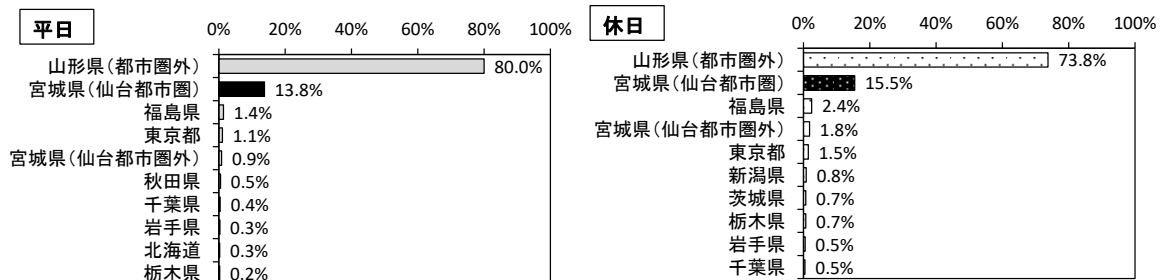 平日
0% 20% 40% 60% 80% 100%
山形県(都市圏外) 80.0%
宮城県(仙台都市圏) 13.8%
福島県 1.4%
東京都 1.1%
宮城県(仙台都市圏外) 0.9%
秋田県 0.5%
千葉県 0.4%
岩手県 0.3%
北海道 0.3%
栃木県 0.2%
休日
0% 20% 40% 60% 80% 100%
山形県(都市圏外) 73.8%
宮城県(仙台都市圏) 15.5%
福島県 2.4%
宮城県(仙台都市圏外) 1.8%
東京都 1.5%
新潟県 0.8%
茨城県 0.7%
栃木県 0.7%
岩手県 0.5%
千葉県 0.5%